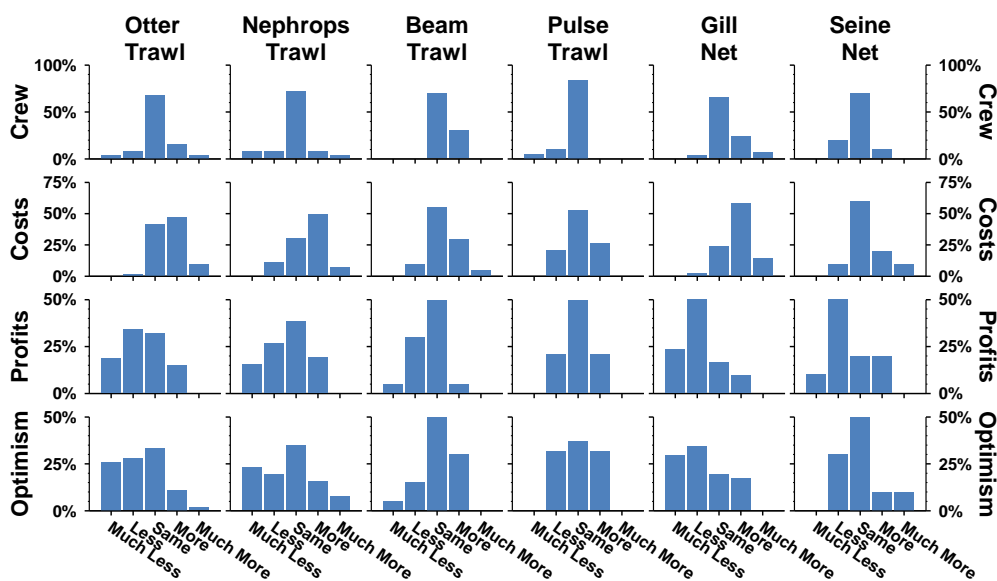 Otter Trawl
Nephrops Trawl
Beam Trawl
Pulse Trawl
Gill Net
Seine Net
Crew
100%
50%
0%
100%
50%
0%
Crew
Costs
75%
50%
25%
0%
75%
50%
25%
0%
Costs
Profits
50%
25%
0%
50%
25%
0%
Profits
Optimism
50%
25%
0%
50%
25%
0%
Optimism
Much Less
Less
Same
More
Much More
Much Less
Less
Same
More
Much More
Much Less
Less
Same
More
Much More
Much Less
Less
Same
More
Much More
Much Less
Less
Same
More
Much More
Much Less
Less
Same
More
Much More